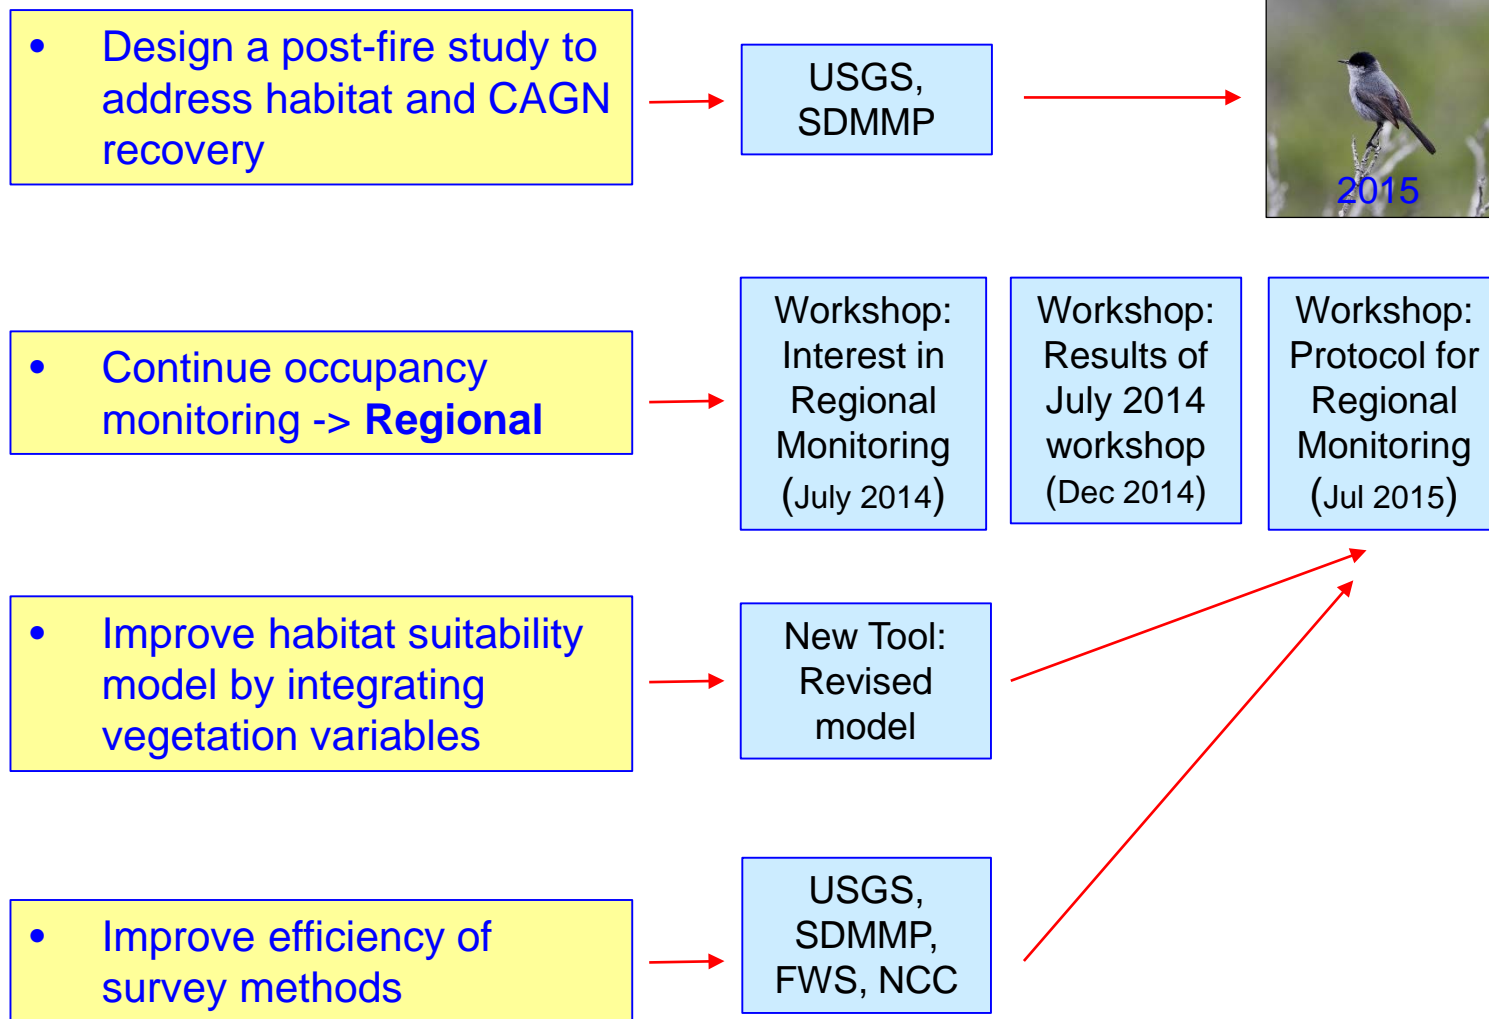 • Design a post-fire study to
address habitat and CAGN
recovery
USGS,
SDMMP
2015
• Continue occupancy
monitoring -> Regional
Workshop:
Interest in
Regional
Monitoring
(July 2014)
Workshop:
Results of
July 2014
workshop
(Dec 2014)
Workshop:
Protocol for
Regional
Monitoring
(Jul 2015)
• Improve habitat suitability
model by integrating
vegetation variables
New Tool:
Revised
model
• Improve efficiency of
survey methods
USGS,
SDMMP,
FWS, NCC